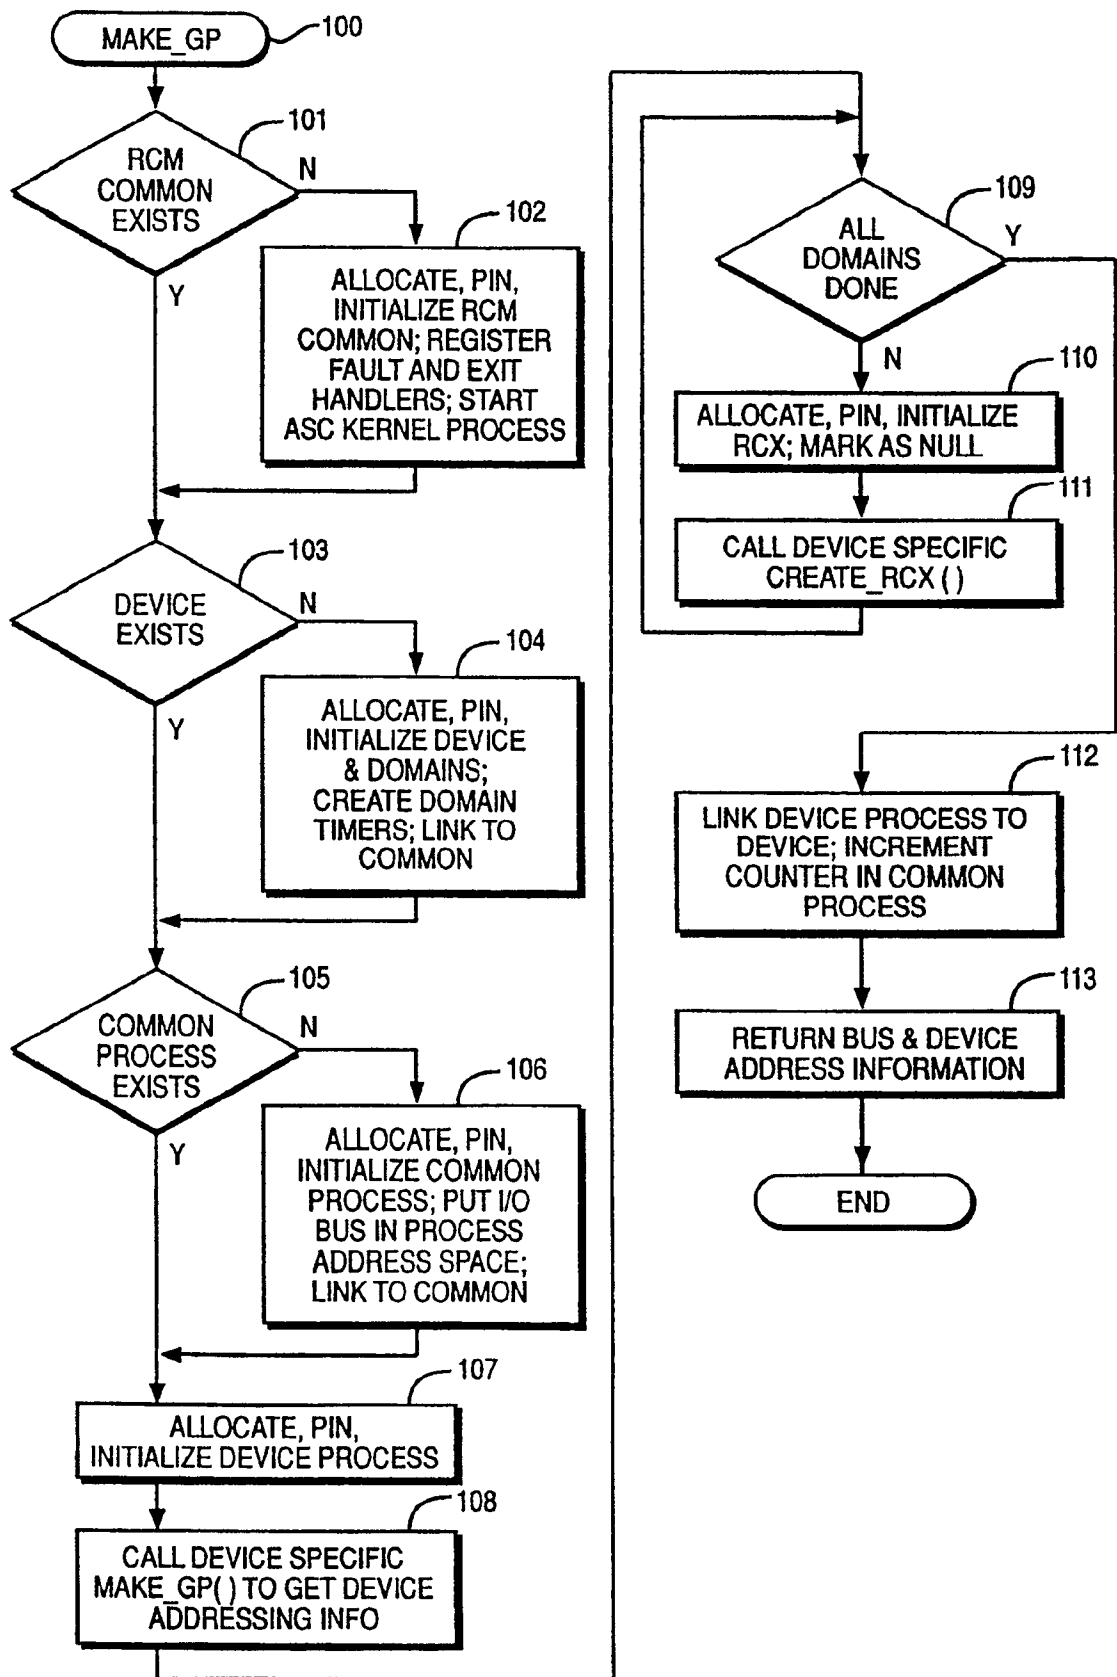 MAKE_GP
100
101
RCM
COMMON
EXISTS
N
Y
102
ALLOCATE, PIN,
INITIALIZE RCM
COMMON; REGISTER
FAULT AND EXIT
HANDLERS; START
ASC KERNEL PROCESS
103
DEVICE
EXISTS
N
Y
104
ALLOCATE, PIN,
INITIALIZE DEVICE
& DOMAINS;
CREATE DOMAIN
TIMERS; LINK TO
COMMON
105
COMMON
PROCESS
EXISTS
N
Y
106
ALLOCATE, PIN,
INITIALIZE COMMON
PROCESS; PUT I/O
BUS IN PROCESS
ADDRESS SPACE;
LINK TO COMMON
107
ALLOCATE, PIN,
INITIALIZE DEVICE PROCESS
108
CALL DEVICE SPECIFIC
MAKE_GP( ) TO GET DEVICE
ADDRESSING INFO
109
ALL
DOMAINS
DONE
Y
N
110
ALLOCATE, PIN, INITIALIZE
RCX; MARK AS NULL
111
CALL DEVICE SPECIFIC
CREATE_RCX ( )
112
LINK DEVICE PROCESS TO
DEVICE; INCREMENT
COUNTER IN COMMON
PROCESS
113
RETURN BUS & DEVICE
ADDRESS INFORMATION
END